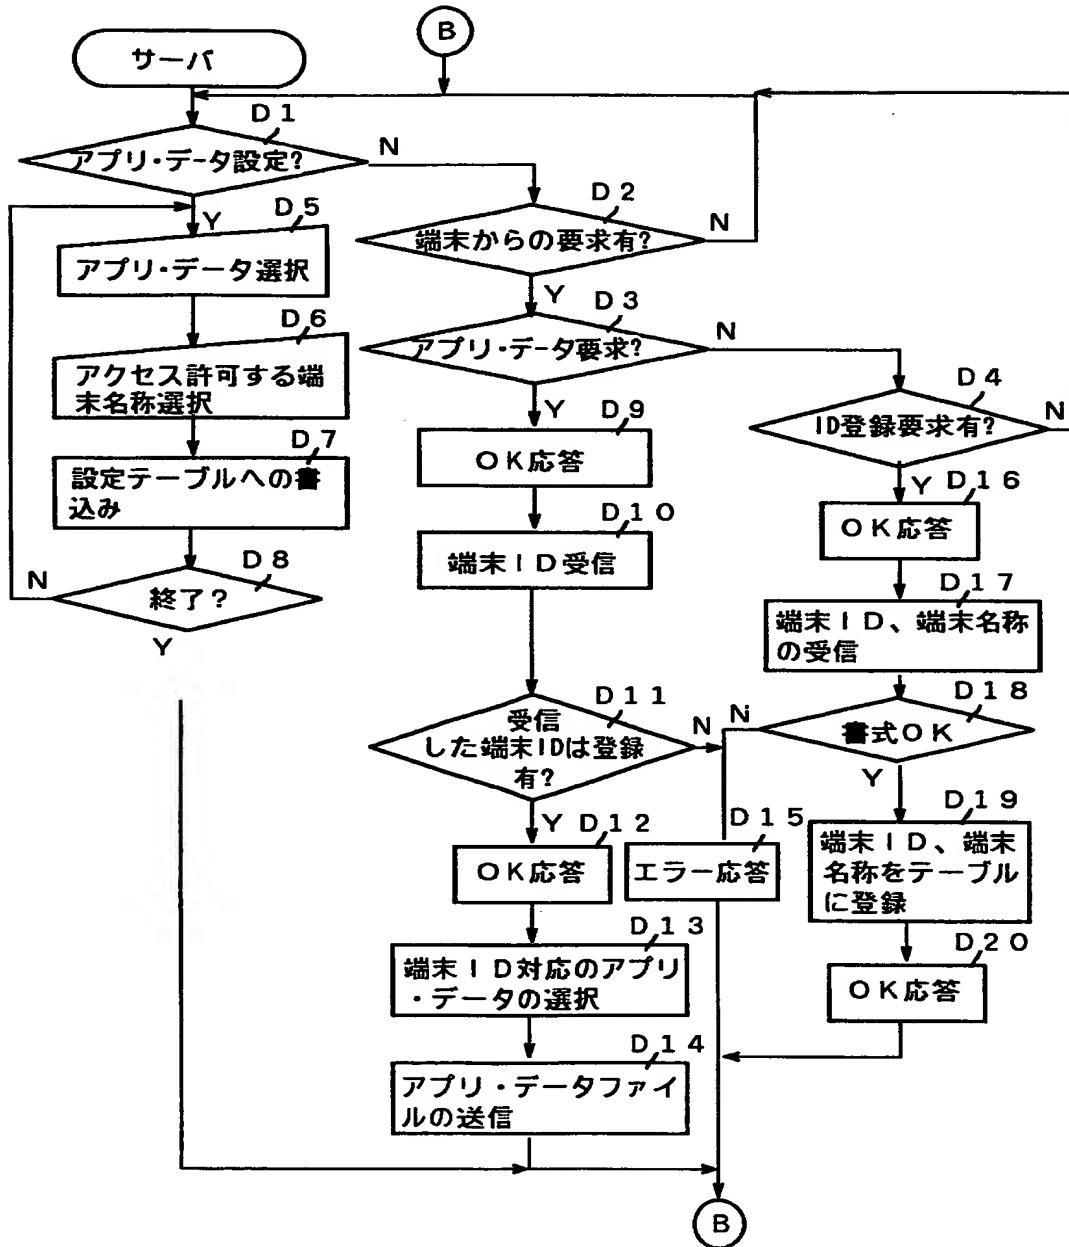 B
サーバ
D1
アプリ・データ設定?
N
D2
Y
D5
端末からの要求有?
N
アプリ・データ選択
Y
D3
D6
アプリ・データ要求?
N
アクセス許可する端
末名称選択
D4
Y
D9
ID登録要求有?
N
D7
OK応答
設定テーブルへの書
込み
Y
D16
D10
OK応答
D8
端末ID受信
N
終了?
D17
端末ID、端末名称
の受信
Y
D11
D18
受信
した端末IDは登録
有?
N
N
書式OK
Y
Y
D12
D15
D19
OK応答
エラー応答
端末ID、端末
名称をテーブル
に登録
D13
端末ID対応のアプリ
・データの選択
D20
OK応答
D14
アプリ・データファイ
ルの送信
B